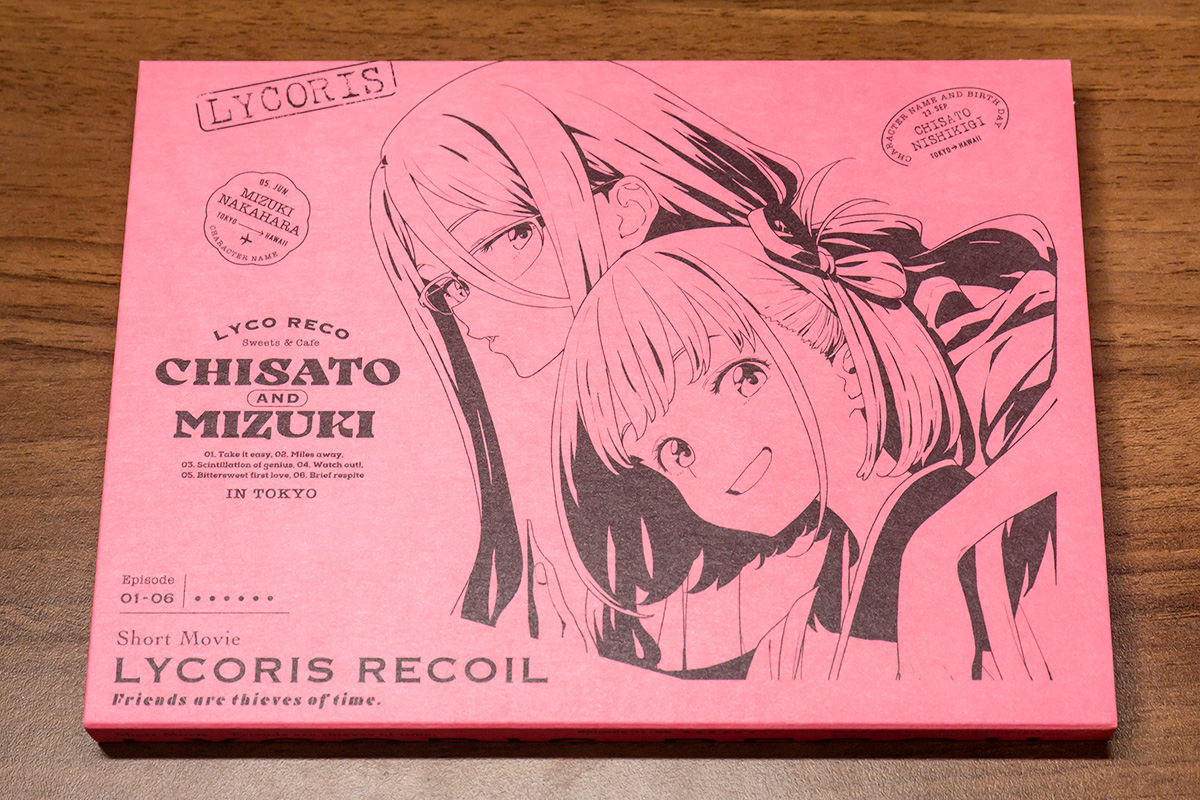 LYCORIS
CHARACTER NAME AND BIRTH DAY
23 SEP.
CHISATO
NISHIKIGI
TOKYO→HAWAII
05. JUN
MIZUKI
NAKAHARA
TOKYO → HAWAII
CHARACTER NAME
LYCO RECO
Sweets & Cafe
CHISATO
AND
MIZUKI
01. Take it easy, 02. Miles away,
03. Scintillation of genius, 04. Watch out!,
05. Bittersweet first love, 06. Brief respite
IN TOKYO
Episode
01-06
Short Movie
LYCORIS RECOIL
Friends are thieves of time.